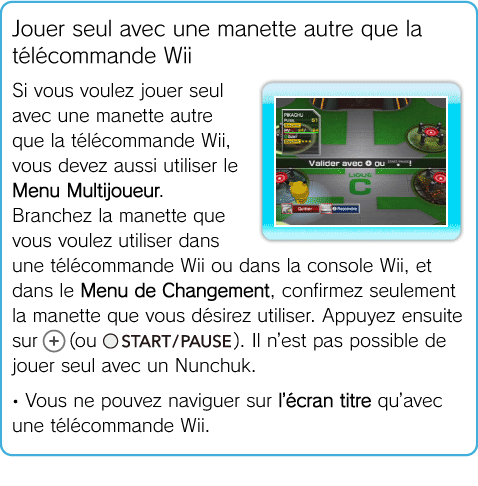 Jouer seul avec une manette autre que la
télécommande Wii
Si vous voulez jouer seul
avec une manette autre
que la télécommande Wii,
vous devez aussi utiliser le
Menu Multijoueur.
Branchez la manette que
vous voulez utiliser dans
une télécommande Wii ou dans la console Wii, et
dans le Menu de Changement, confirmez seulement
la manette que vous désirez utiliser. Appuyez ensuite
sur + (ou START/PAUSE). Il n’est pas possible de
jouer seul avec un Nunchuk.
• Vous ne pouvez naviguer sur l’écran titre qu’avec
une télécommande Wii.
PIKACHU
61
Valider avec + ou !
LIGUE
C
Quitter Rejoindre